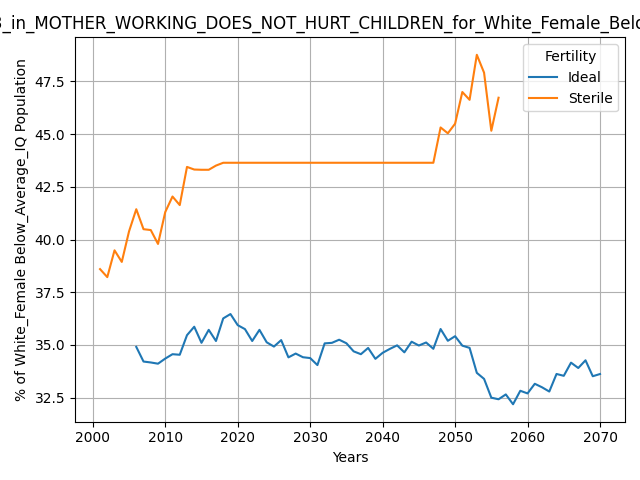 _in_MOTHER_WORKING_DOES_NOT_HURT_CHILDREN_for_White_Female_Belo
Fertility
Ideal
Sterile
% of White_Female Below_Average_IQ Population
47.5
45.0
42.5
40.0
37.5
35.0
32.5
2000 2010 2020 2030 2040 2050 2060 2070
Years